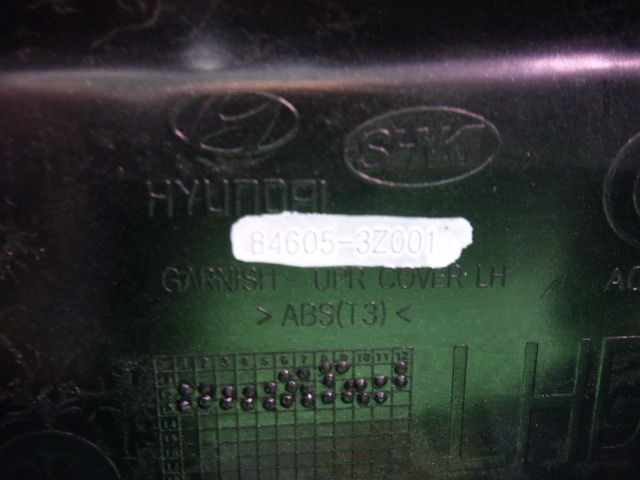 SHK
HYUNDAI
84605-3Z001
GARNISH - UPR COVER LH
>ABS(T3)<
1 2 3 4 5 6 7 8 9 10 11 12
LHD